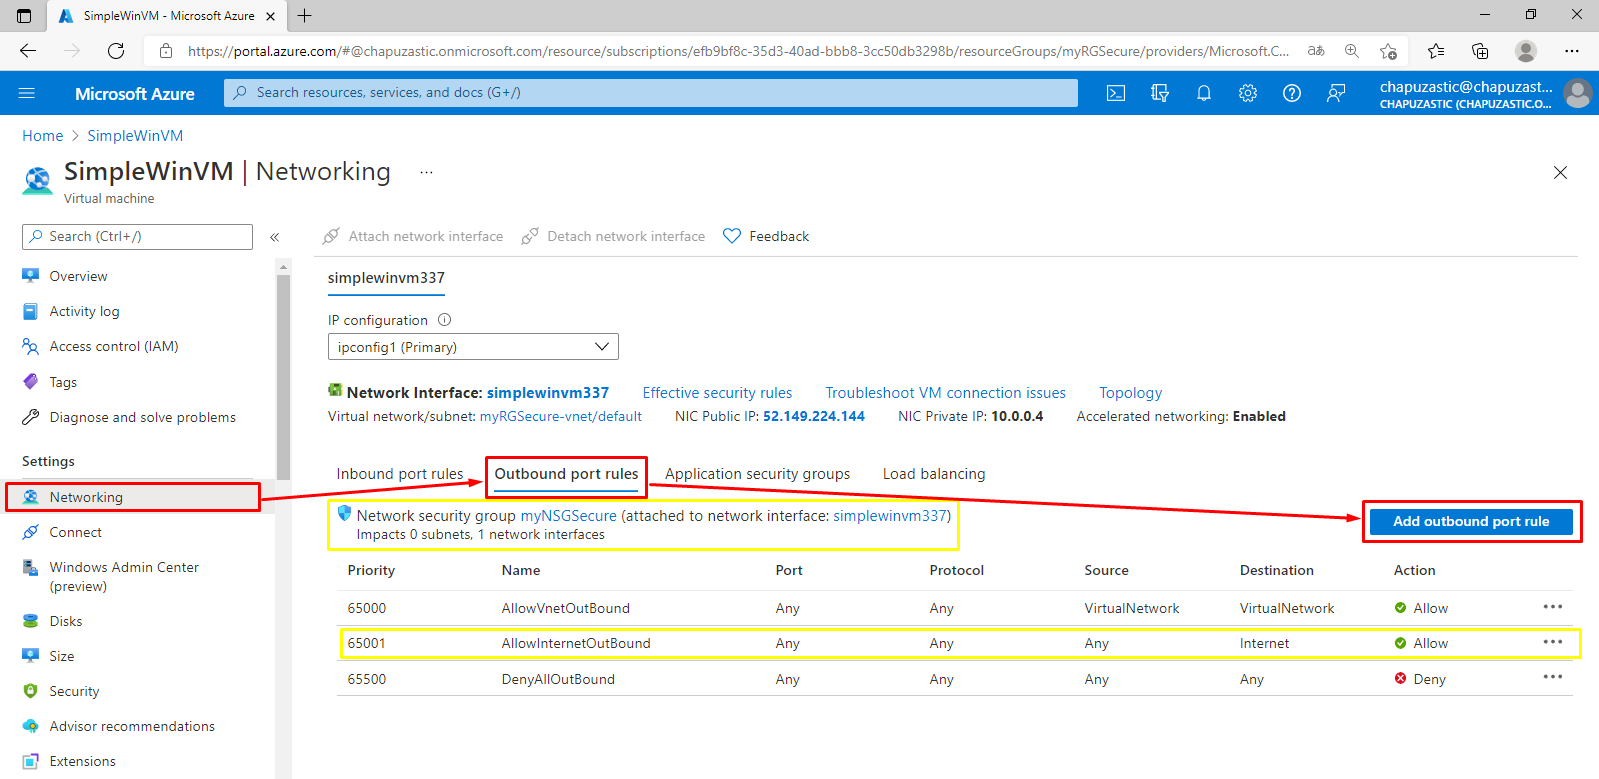 SimpleWinVM - Microsoft Azure
https://portal.azure.com/#@chapuzastic.onmicrosoft.com/resource/subscriptions/efb9bf8c-35d3-40ad-bbb8-3cc50db3298b/resourceGroups/myRGSecure/providers/Microsoft.C...
Microsoft Azure
Search resources, services, and docs (G+/)
chapuzastic@chapuzast...
CHAPUZASTIC (CHAPUZASTIC.O...
Home > SimpleWinVM
SimpleWinVM | Networking ...
Virtual machine
Search (Ctrl+/)
«
Attach network interface
Detach network interface
Feedback
Overview
Activity log
Access control (IAM)
Tags
Diagnose and solve problems
Settings
Networking
Connect
Windows Admin Center
(preview)
Disks
Size
Security
Advisor recommendations
Extensions
simplewinvm337
IP configuration
ipconfig1 (Primary)
Network Interface: simplewinvm337 Effective security rules Troubleshoot VM connection issues Topology
Virtual network/subnet: myRGSecure-vnet/default NIC Public IP: 52.149.224.144 NIC Private IP: 10.0.0.4 Accelerated networking: Enabled
Inbound port rules Outbound port rules Application security groups Load balancing
Network security group myNSGSecure (attached to network interface: simplewinvm337)
Impacts 0 subnets, 1 network interfaces
Add outbound port rule
Priority Name Port Protocol Source Destination Action
65000 AllowVnetOutBound Any Any VirtualNetwork VirtualNetwork Allow ...
65001 AllowInternetOutBound Any Any Any Internet Allow ...
65500 DenyAllOutBound Any Any Any Any Deny ...